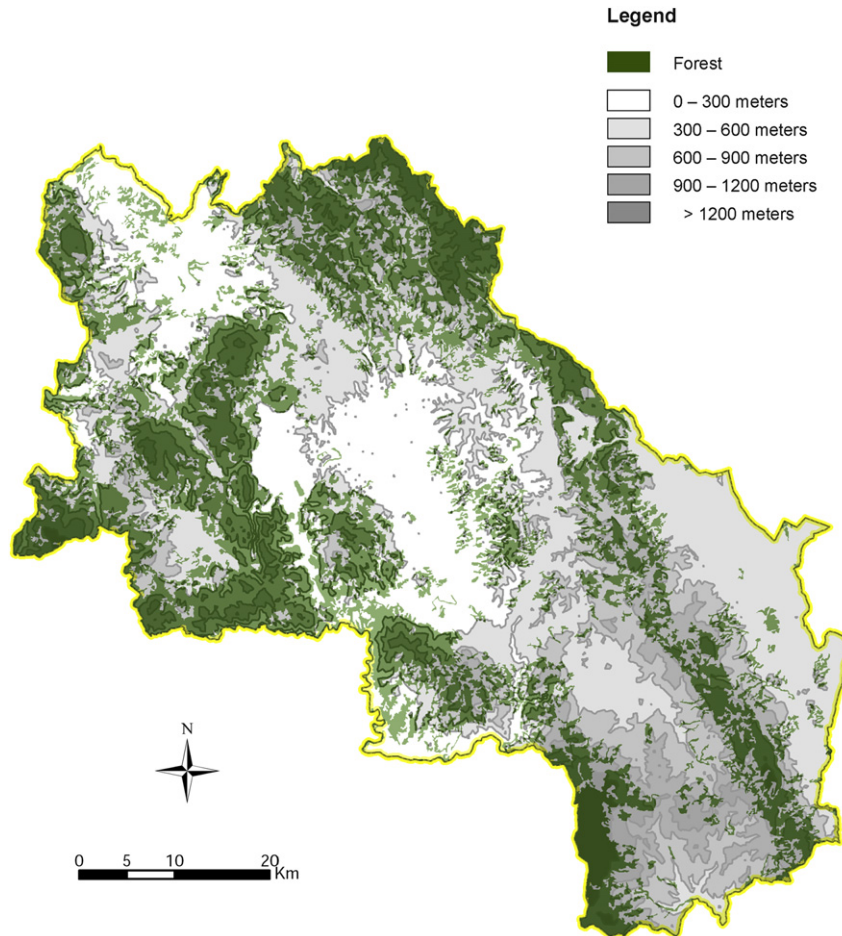 Legend
Forest
0 – 300 meters
300 – 600 meters
600 – 900 meters
900 – 1200 meters
> 1200 meters
N
0 5 10 20
Km